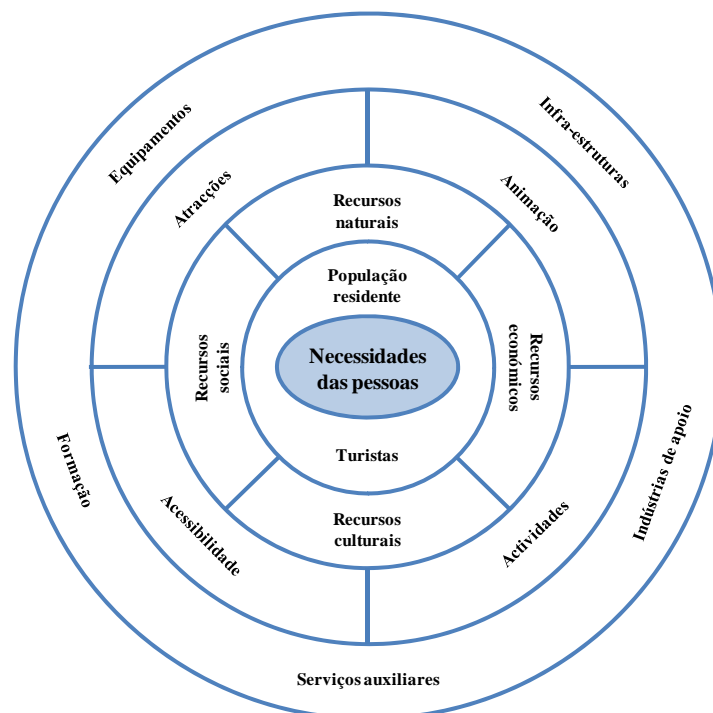 Equipamentos
Infra-estruturas
Atracções
Animação
Recursos
naturais
População
residente
Recursos
sociais
Necessidades
das pessoas
Recursos
económicos
Turistas
Formação
Indústrias de apoio
Acessibilidade
Recursos
culturais
Actividades
Serviços auxiliares